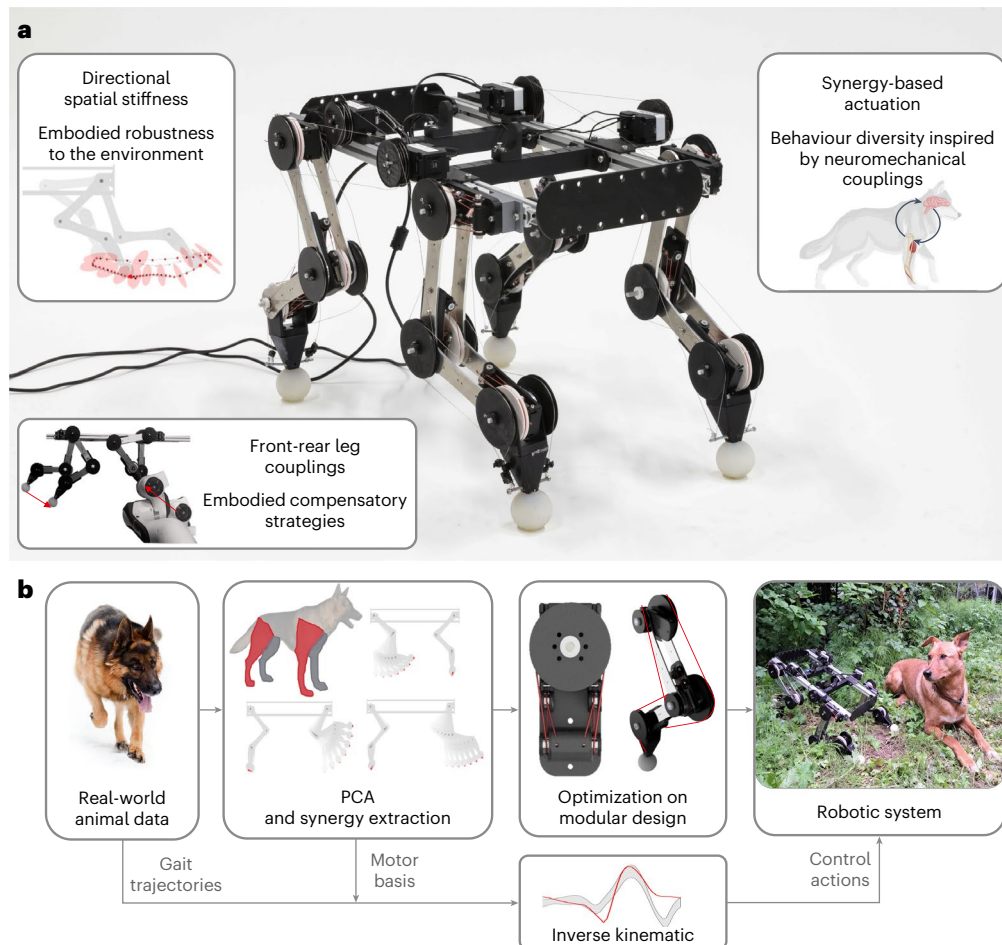 a
Directional
spatial stiffness
Embodied robustness
to the environment
Synergy-based
actuation
Behaviour diversity inspired
by neuromechanical
couplings
Front-rear leg
couplings
Embodied compensatory
strategies
b
Real-world
animal data
PCA
and synergy extraction
Optimization on
modular design
Robotic system
Gait
trajectories
Motor
basis
Control
actions
Inverse kinematic